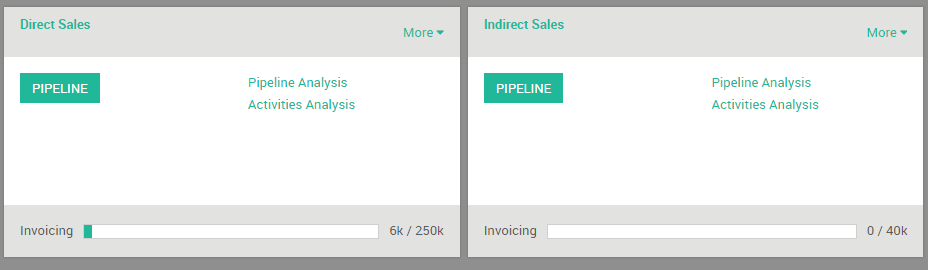 Direct Sales
More
PIPELINE
Pipeline Analysis
Activities Analysis
Invoicing 6k / 250k
Indirect Sales
More
PIPELINE
Pipeline Analysis
Activities Analysis
Invoicing 0 / 40k